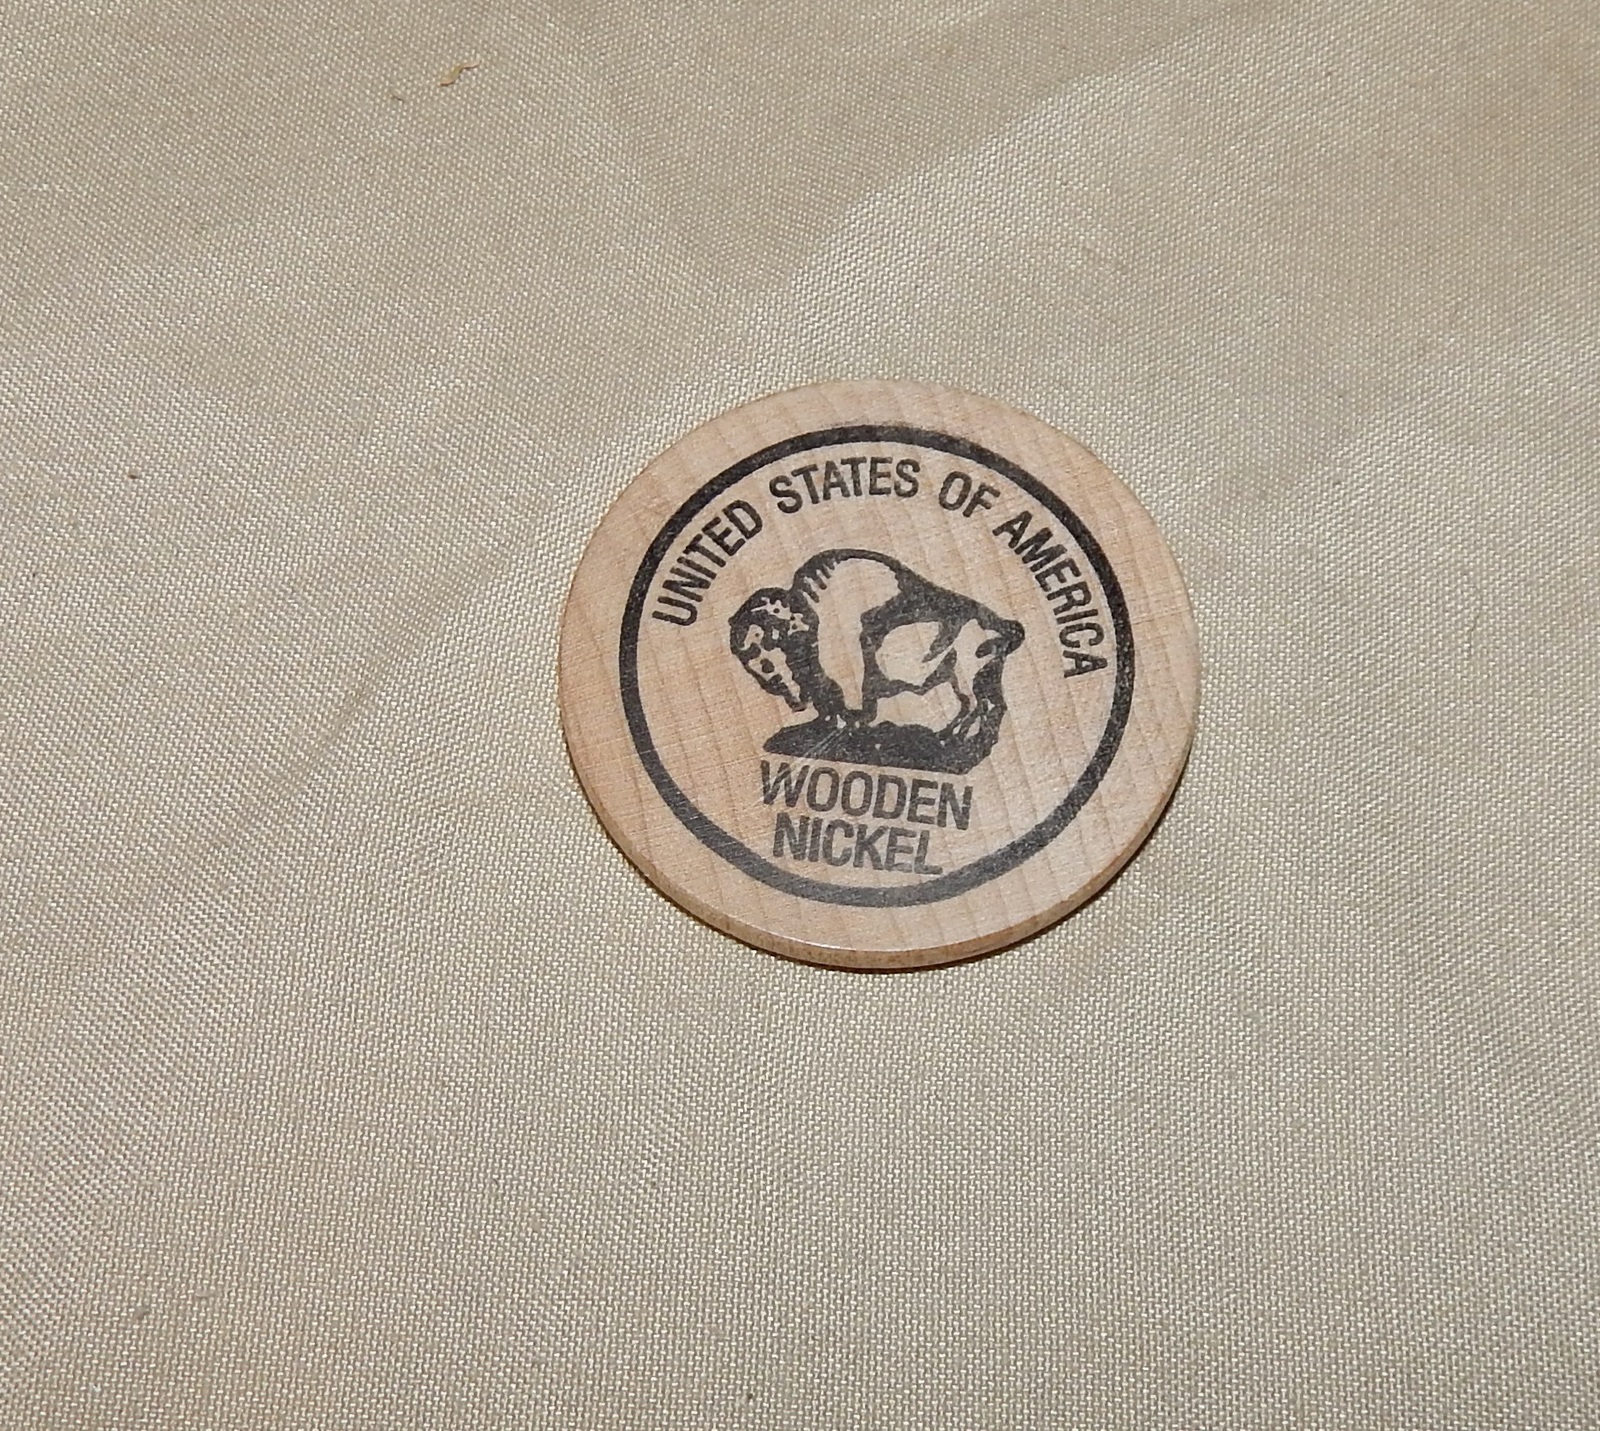 UNITED STATES OF AMERICA
WOODEN
NICKEL